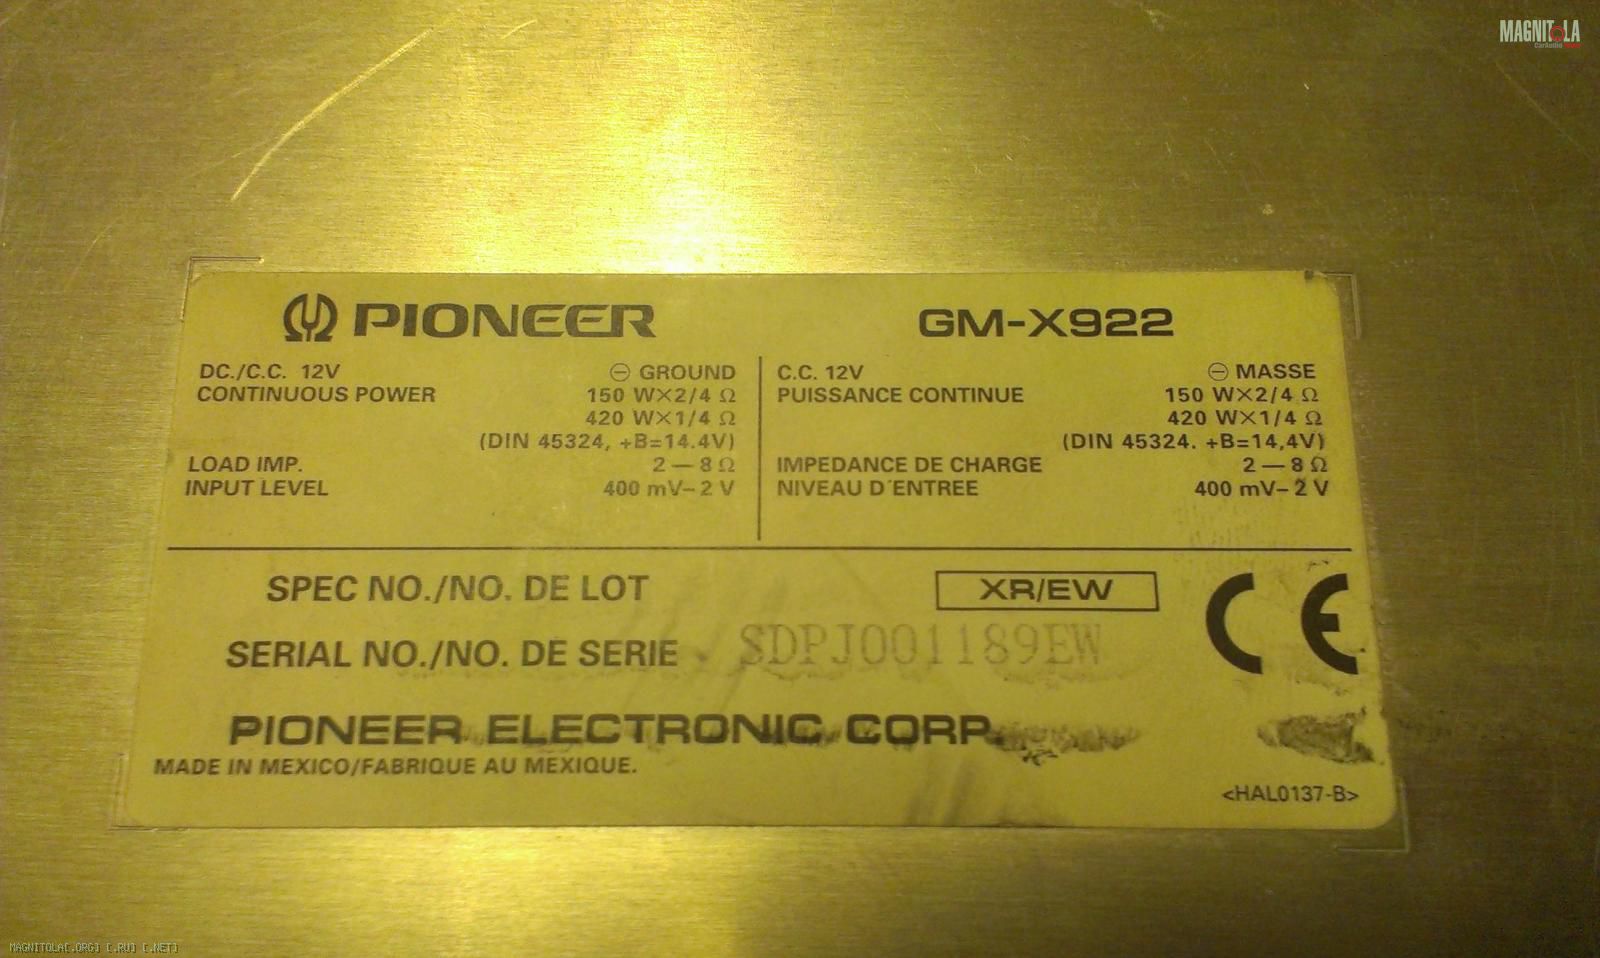 MAGNITOLA
PIONEER
GM-X922
DC./C.C. 12V ⊖ GROUND
CONTINUOUS POWER 150 W×2/4 Ω
420 W×1/4 Ω
(DIN 45324, +B=14.4V)
LOAD IMP. 2 — 8 Ω
INPUT LEVEL 400 mV– 2 V
C.C. 12V ⊖ MASSE
PUISSANCE CONTINUE 150 W×2/4 Ω
420 W×1/4 Ω
(DIN 45324. +B=14,4V)
IMPEDANCE DE CHARGE 2 — 8 Ω
NIVEAU D´ENTREE 400 mV– 2 V
SPEC NO./NO. DE LOT XR/EW
CE
SERIAL NO./NO. DE SERIE SDPJ001189EW
PIONEER ELECTRONIC CORP
MADE IN MEXICO/FABRIQUE AU MEXIQUE.
<HAL0137-B>
MAGNITOLA[.ORG] [.RU] [.NET]